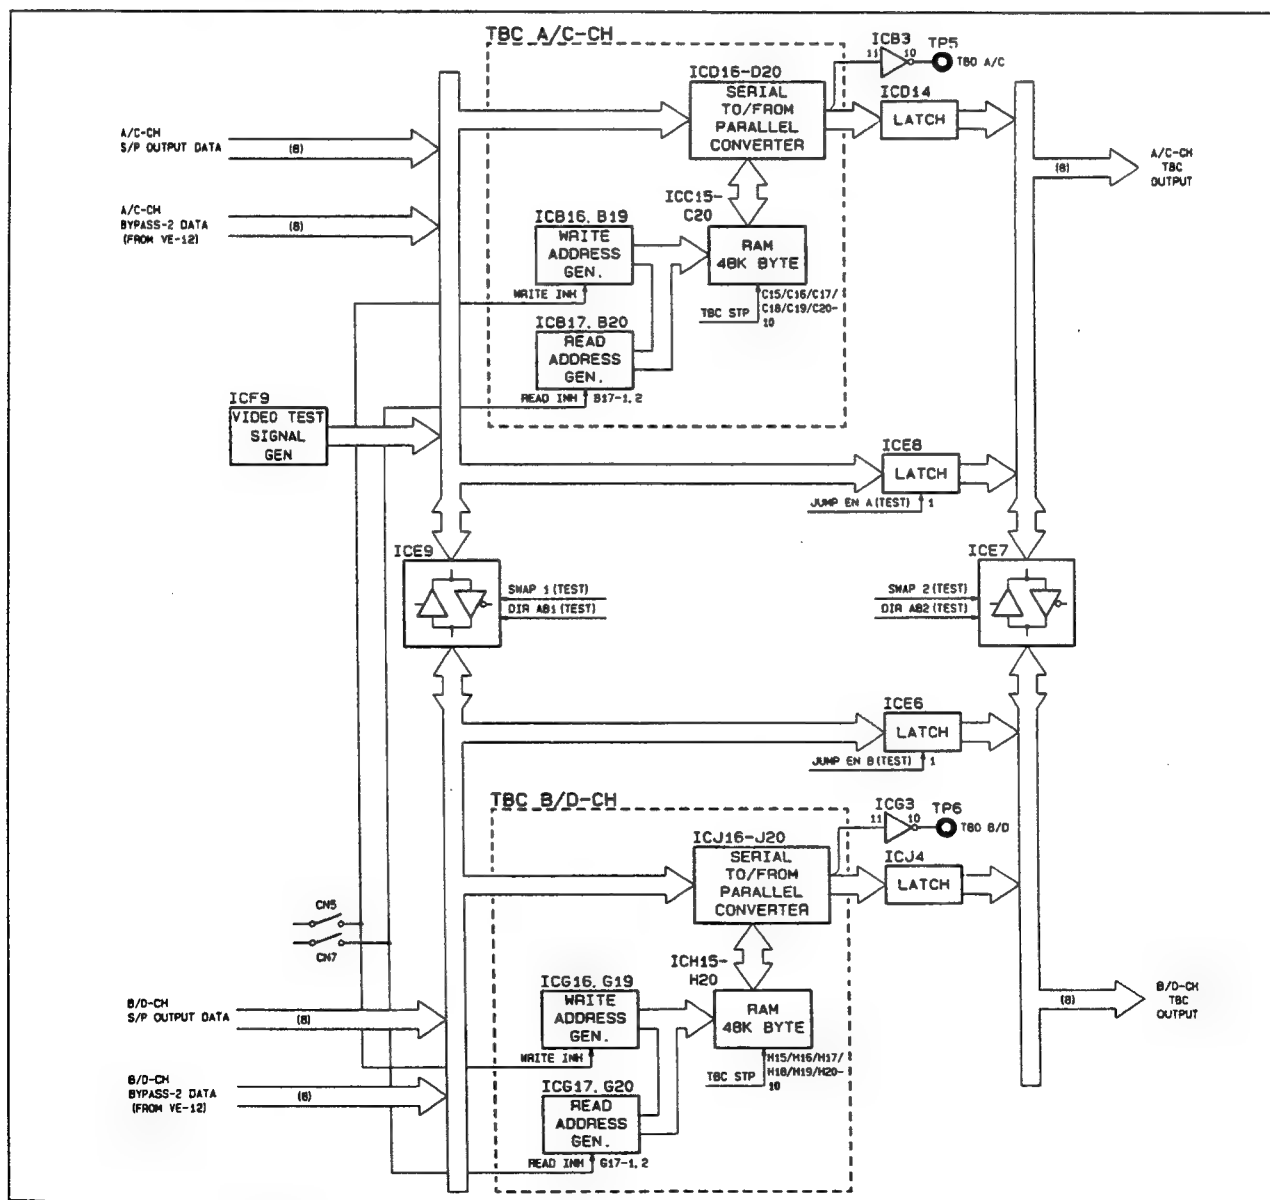 TBC A/C-CH
ICB3
TP5
11
10
TBO A/C
ICD16-D20
SERIAL
TO/FROM
PARALLEL
CONVERTER
ICD14
LATCH
A/C-CH
S/P OUTPUT DATA
(8)
A/C-CH
TBC
OUTPUT
(8)
A/C-CH
BYPASS-2 DATA
(FROM VE-12)
(8)
ICC15-
C20
RAM
48K BYTE
ICB16, B19
WRITE
ADDRESS
GEN.
WRITE INH
TBC STP
C15/C16/C17/
C18/C19/C20-
10
ICB17, B20
READ
ADDRESS
GEN.
READ INH
B17-1, 2
ICF9
VIDEO TEST
SIGNAL
GEN
ICE8
LATCH
JUMP EN A (TEST)
1
ICE9
SWAP 1 (TEST)
DIR AB1 (TEST)
ICE7
SWAP 2 (TEST)
DIR AB2 (TEST)
ICE6
LATCH
JUMP EN B (TEST)
1
TBC B/D-CH
ICG3
TP6
11
10
TBO B/D
ICJ16-J20
SERIAL
TO/FROM
PARALLEL
CONVERTER
ICJ4
LATCH
CN5
CN7
ICH15-
H20
RAM
48K BYTE
ICG16, G19
WRITE
ADDRESS
GEN.
WRITE INH
B/D-CH
S/P OUTPUT DATA
(8)
B/D-CH
TBC
OUTPUT
(8)
TBC STP
H15/H16/H17/
H18/H19/H20-
10
B/D-CH
BYPASS-2 DATA
(FROM VE-12)
(8)
ICG17, G20
READ
ADDRESS
GEN.
READ INH
G17-1, 2